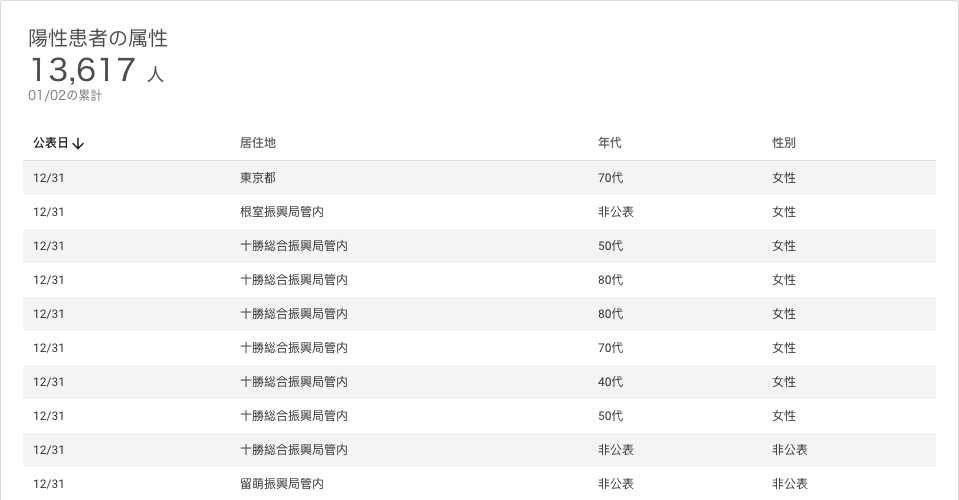 陽性患者の属性
13,617 人
01/02の累計
公表日↓ 居住地 年代 性別
12/31 東京都 70代 女性
12/31 根室振興局管内 非公表 女性
12/31 十勝総合振興局管内 50代 女性
12/31 十勝総合振興局管内 80代 女性
12/31 十勝総合振興局管内 80代 女性
12/31 十勝総合振興局管内 70代 女性
12/31 十勝総合振興局管内 40代 女性
12/31 十勝総合振興局管内 50代 女性
12/31 十勝総合振興局管内 非公表 非公表
12/31 留萌振興局管内 非公表 非公表